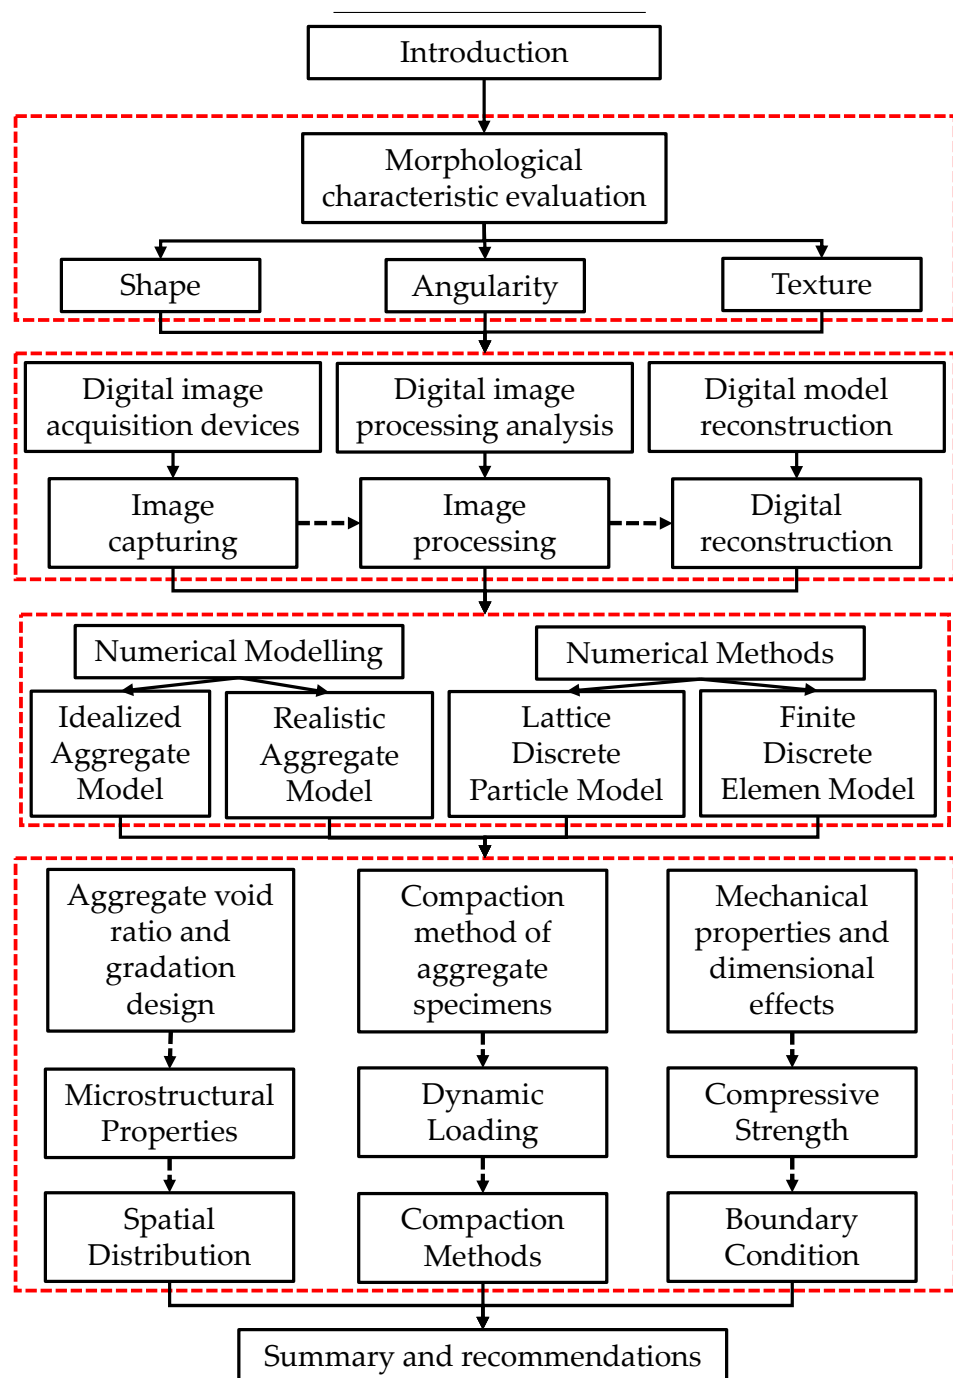 Introduction
Morphological
characteristic evaluation
Shape
Angularity
Texture
Digital image
acquisition devices
Digital image
processing analysis
Digital model
reconstruction
Image
capturing
Image
processing
Digital
reconstruction
Numerical Modelling
Numerical Methods
Idealized
Aggregate
Model
Realistic
Aggregate
Model
Lattice
Discrete
Particle Model
Finite
Discrete
Elemen Model
Aggregate void
ratio and
gradation
design
Compaction
method of
aggregate
specimens
Mechanical
properties and
dimensional
effects
Microstructural
Properties
Dynamic
Loading
Compressive
Strength
Spatial
Distribution
Compaction
Methods
Boundary
Condition
Summary and recommendations